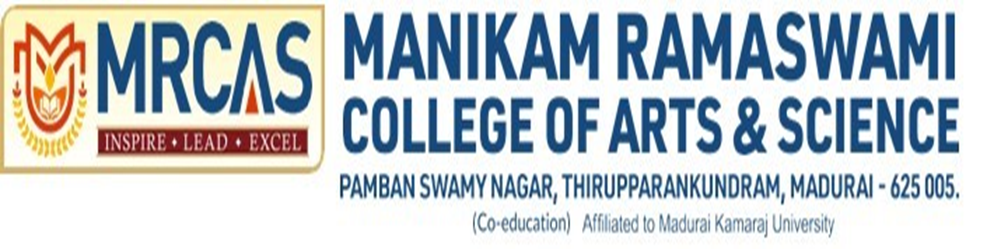 MRCAS
INSPIRE • LEAD • EXCEL
MANIKAM RAMASWAMI
COLLEGE OF ARTS & SCIENCE
PAMBAN SWAMY NAGAR, THIRUPPARANKUNDRAM, MADURAI - 625 005.
(Co-education) Affiliated to Madurai Kamaraj University